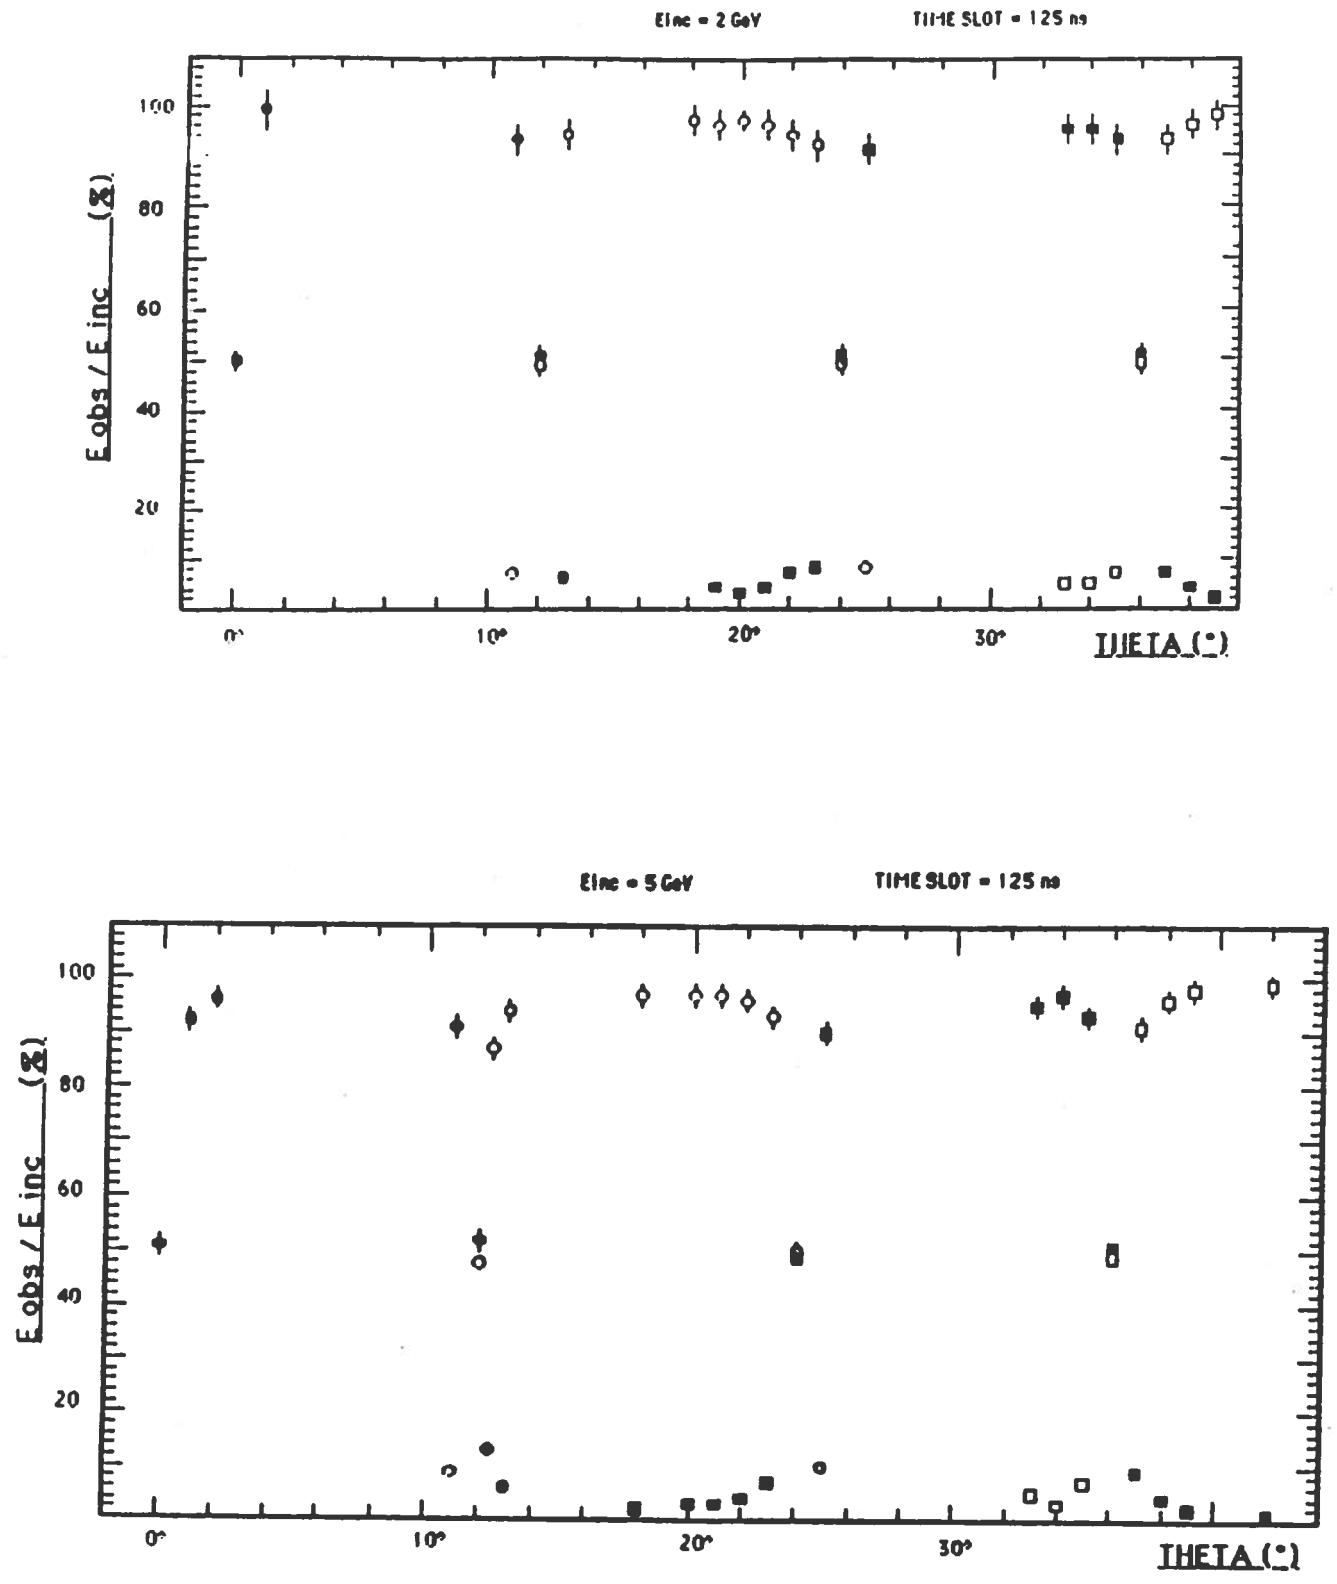 Einc = 2 GeV TIME SLOT = 125 ns
100
80
60
40
20
E obs / E inc (%)
0° 10° 20° 30°
THETA (°)
Einc = 5 GeV TIME SLOT = 125 ns
100
80
60
40
20
E obs / E inc (%)
0° 10° 20° 30°
THETA (°)